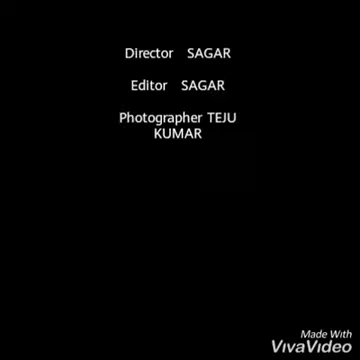 Director SAGAR
Editor SAGAR
Photographer TEJU
KUMAR
Made With
VivaVideo